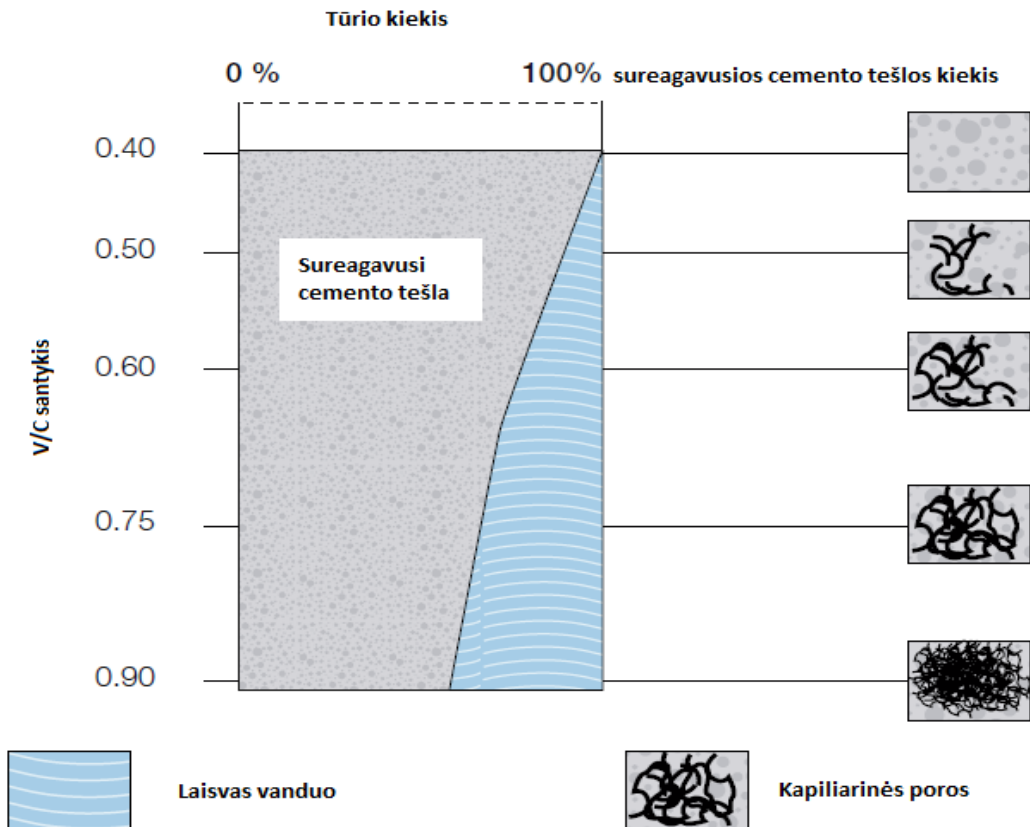 Tūrio kiekis
0 %
100% sureagavusios cemento tešlos kiekis
0.40
0.50
Sureagavusi
cemento tešla
0.60
V/C santykis
0.75
0.90
Laisvas vanduo
Kapiliarinės poros